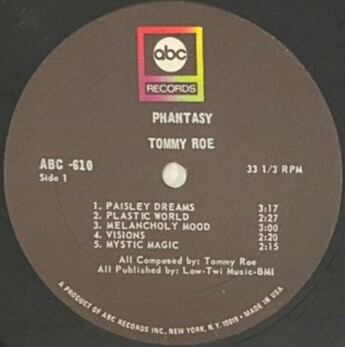 abc
RECORDS
PHANTASY
TOMMY ROE
ABC -610
Side 1
33 1/3 RPM
1. PAISLEY DREAMS 3:17
2. PLASTIC WORLD 2:27
3. MELANCHOLY MOOD 3:00
4. VISIONS 2:20
5. MYSTIC MAGIC 2:15
All Composed by: Tommy Roe
All Published by: Low-Twi Music-BMI
A PRODUCT OF ABC RECORDS INC. NEW YORK, N.Y. 10019 • MADE IN USA